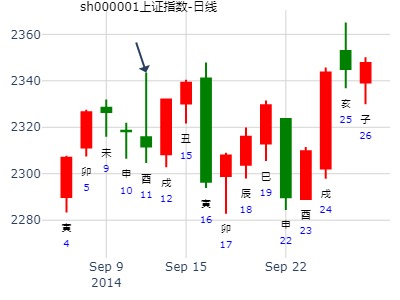 sh000001上证指数-日线
2360
2340
2320
2300
2280
寅
4
卯
5
未
9
申
10
酉
11
戌
12
丑
15
寅
16
卯
17
辰
18
巳
19
申
22
酉
23
戌
24
亥
25
子
26
Sep 9
2014
Sep 15
Sep 22